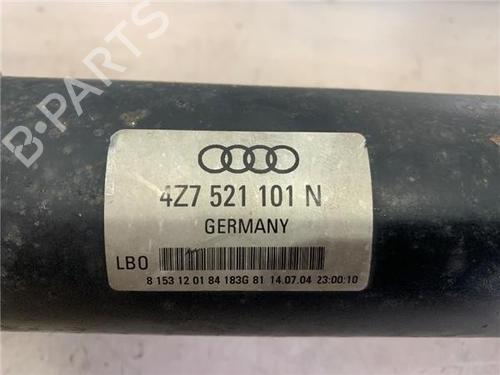 B-PARTS
4Z7 521 101 N
GERMANY
LBO
8 153 12 01 84 183G 81 14.07.04 23:00:10